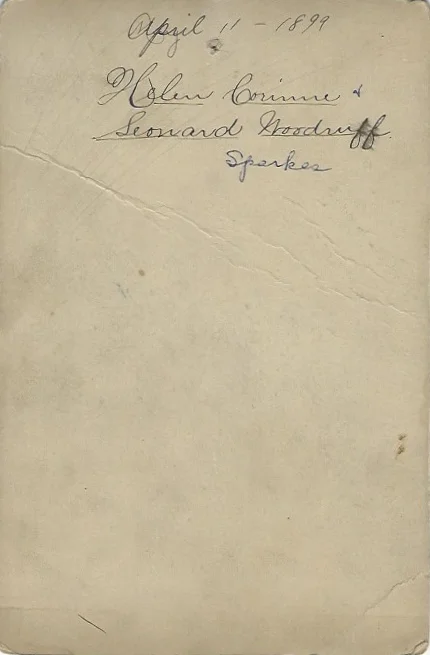 April 11 - 1899
Helen Corinne &
Leonard Woodruff
Sparkes